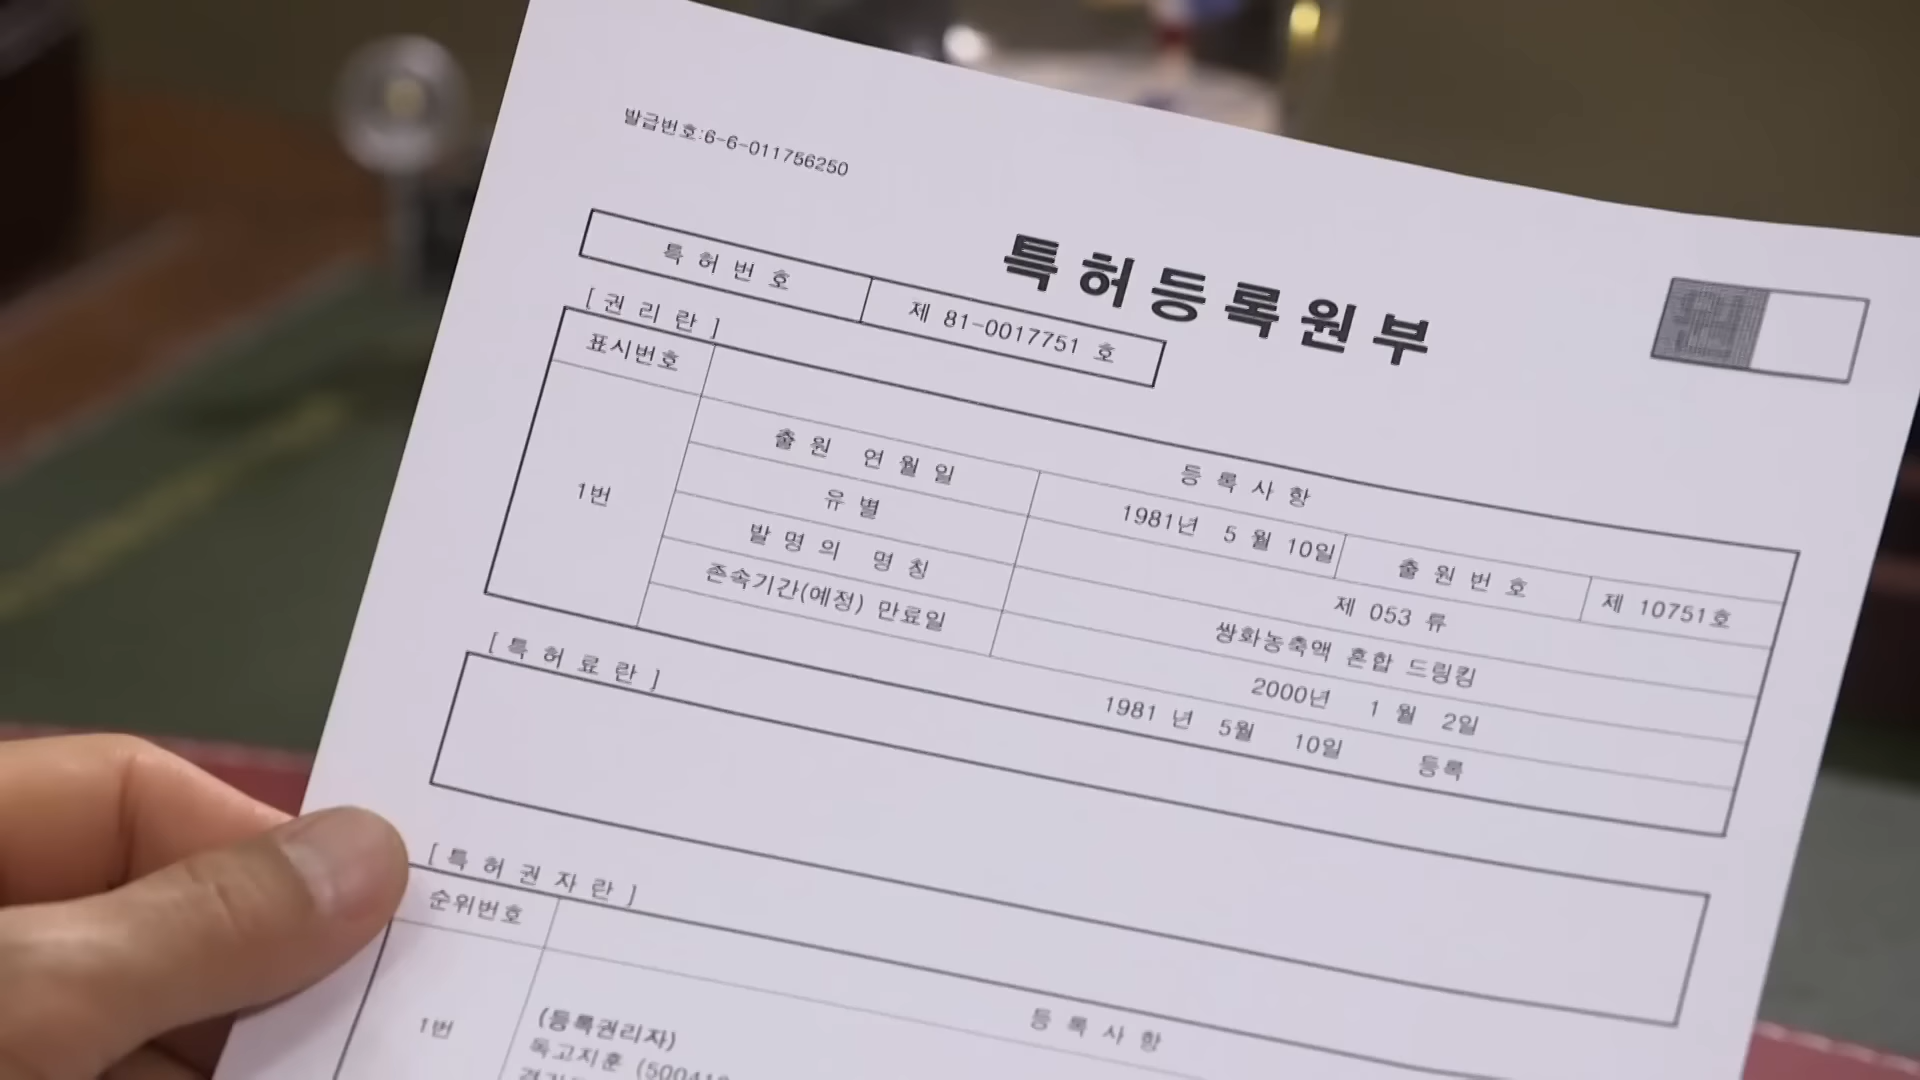 발급번호:6-6-011756250
특허등록원부
특 허 번 호 제 81-0017751 호
[ 권 리 란 ]
표시번호 등 록 사 항
1번
출 원 연 월 일 1981년 5 월 10일 출 원 번 호 제 10751호
유 별 제 053 류
발 명 의 명 칭 쌍화농축액 혼합 드링킹
존속기간(예정) 만료일 2000년 1 월 2일
1981 년 5월 10일 등록
[ 특 허 료 란 ]
[ 특 허 권 자 란 ]
순위번호 등 록 사 항
1번
(등록권리자)
독고지훈 (500418